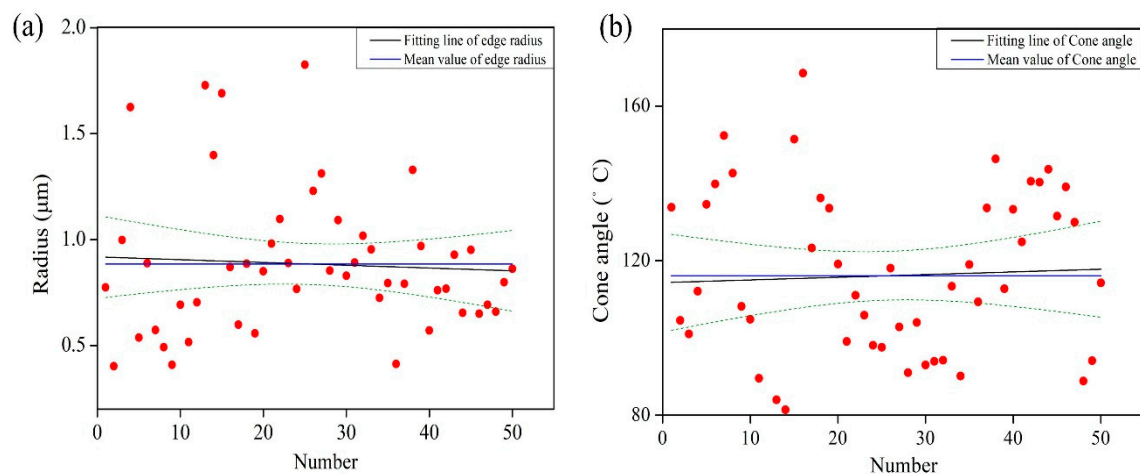 (a)
2.0
1.5
1.0
0.5
Radius (μm)
0
10
20
30
40
50
Number
Fitting line of edge radius
Mean value of edge radius
(b)
160
120
80
Cone angle (° C)
0
10
20
30
40
50
Number
Fitting line of Cone angle
Mean value of Cone angle